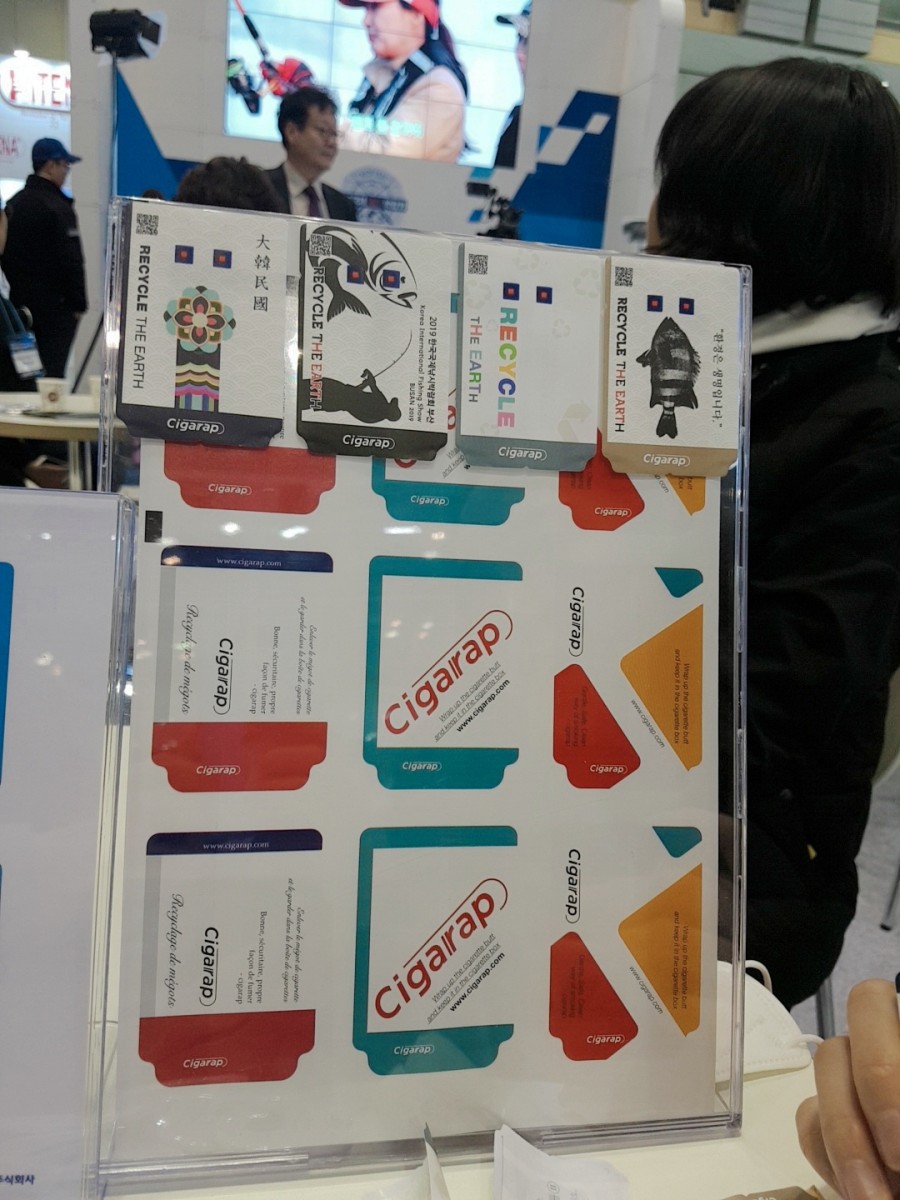 大韓民國
RECYCLE THE EARTH
Cigarap
2019 한국국제낚시박람회 부산
Korea International Fishing Show
BUSAN 2019
RECYCLE THE EARTH
Cigarap
RECYCLE
THE EARTH
Cigarap
"환경은 생명입니다."
RECYCLE THE EARTH
Cigarap
Cigarap
Cigarap
Cigarap
www.cigarap.com
Enlever le mégot de cigarette
et le garder dans la boîte de cigarettes
Bonne, sécuritaire, propre
façon de fumer
- cigarap
Cigarap
Recyclage de mégots
Cigarap
Cigarap
Wrap up the cigarette butt
and keep it in the cigarette box
www.cigarap.com
Cigarap
Cigarap
Wrap up the cigarette butt
and keep it in the cigarette box
www.cigarap.com
Cigarap
www.cigarap.com
Enlever le mégot de cigarette
et le garder dans la boîte de cigarettes
Bonne, sécuritaire, propre
façon de fumer
- cigarap
Cigarap
Recyclage de mégots
Cigarap
Cigarap
Wrap up the cigarette butt
and keep it in the cigarette box
www.cigarap.com
Cigarap
Cigarap
Wrap up the cigarette butt
and keep it in the cigarette box
www.cigarap.com
Cigarap
주식회사